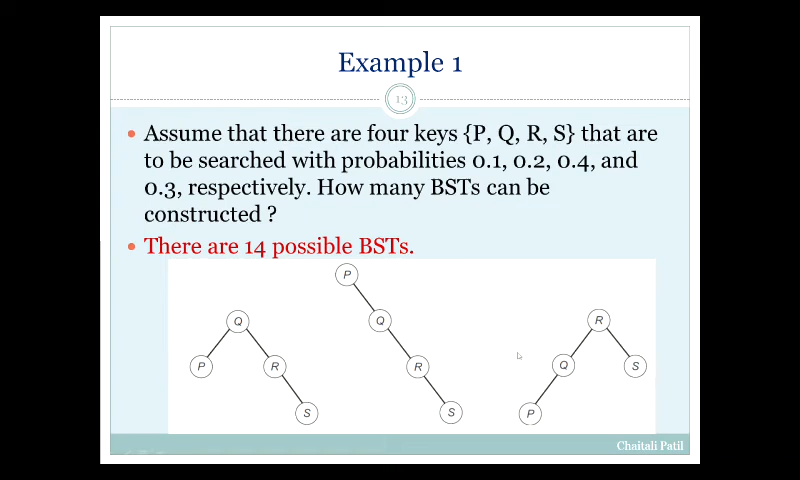 Example 1
13
• Assume that there are four keys {P, Q, R, S} that are
to be searched with probabilities 0.1, 0.2, 0.4, and
0.3, respectively. How many BSTs can be
constructed ?
• There are 14 possible BSTs.
P
Q
Q
R
P
R
R
Q
S
S
S
P
Chaitali Patil